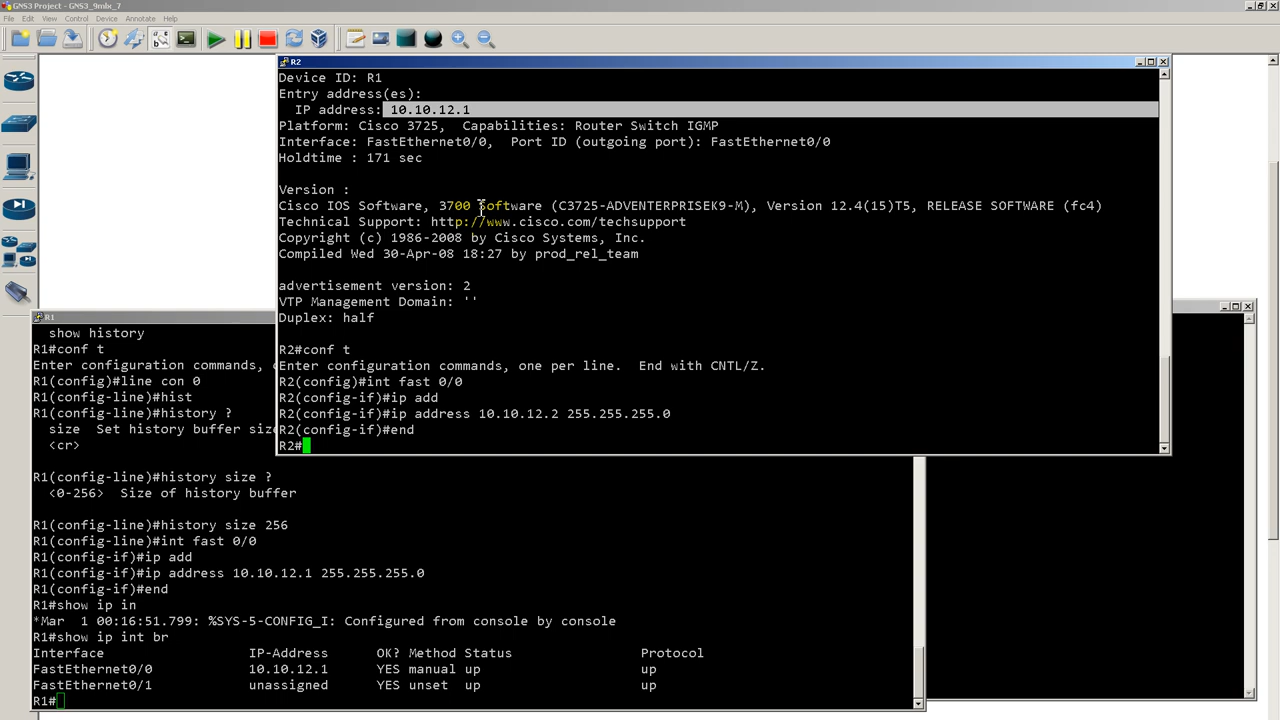 GNS3 Project - GNS3_9mlx_7
File Edit View Control Device Annotate Help
R2
Device ID: R1
Entry address(es):
IP address: 10.10.12.1
Platform: Cisco 3725,  Capabilities: Router Switch IGMP
Interface: FastEthernet0/0,  Port ID (outgoing port): FastEthernet0/0
Holdtime : 171 sec
Version :
Cisco IOS Software, 3700 Software (C3725-ADVENTERPRISEK9-M), Version 12.4(15)T5, RELEASE SOFTWARE (fc4)
Technical Support: http://www.cisco.com/techsupport
Copyright (c) 1986-2008 by Cisco Systems, Inc.
Compiled Wed 30-Apr-08 18:27 by prod_rel_team
advertisement version: 2
VTP Management Domain: ''
Duplex: half
R2#conf t
Enter configuration commands, one per line.  End with CNTL/Z.
R2(config)#int fast 0/0
R2(config-if)#ip add
R2(config-if)#ip address 10.10.12.2 255.255.255.0
R2(config-if)#end
R2#
R1
show history
R1#conf t
Enter configuration commands,
R1(config)#line con 0
R1(config-line)#hist
R1(config-line)#history ?
size  Set history buffer size
<cr>
R1(config-line)#history size ?
<0-256>  Size of history buffer
R1(config-line)#history size 256
R1(config-line)#int fast 0/0
R1(config-if)#ip add
R1(config-if)#ip address 10.10.12.1 255.255.255.0
R1(config-if)#end
R1#show ip in
*Mar  1 00:16:51.799: %SYS-5-CONFIG_I: Configured from console by console
R1#show ip int br
Interface IP-Address OK? Method Status Protocol
FastEthernet0/0 10.10.12.1 YES manual up up
FastEthernet0/1 unassigned YES unset up up
R1#